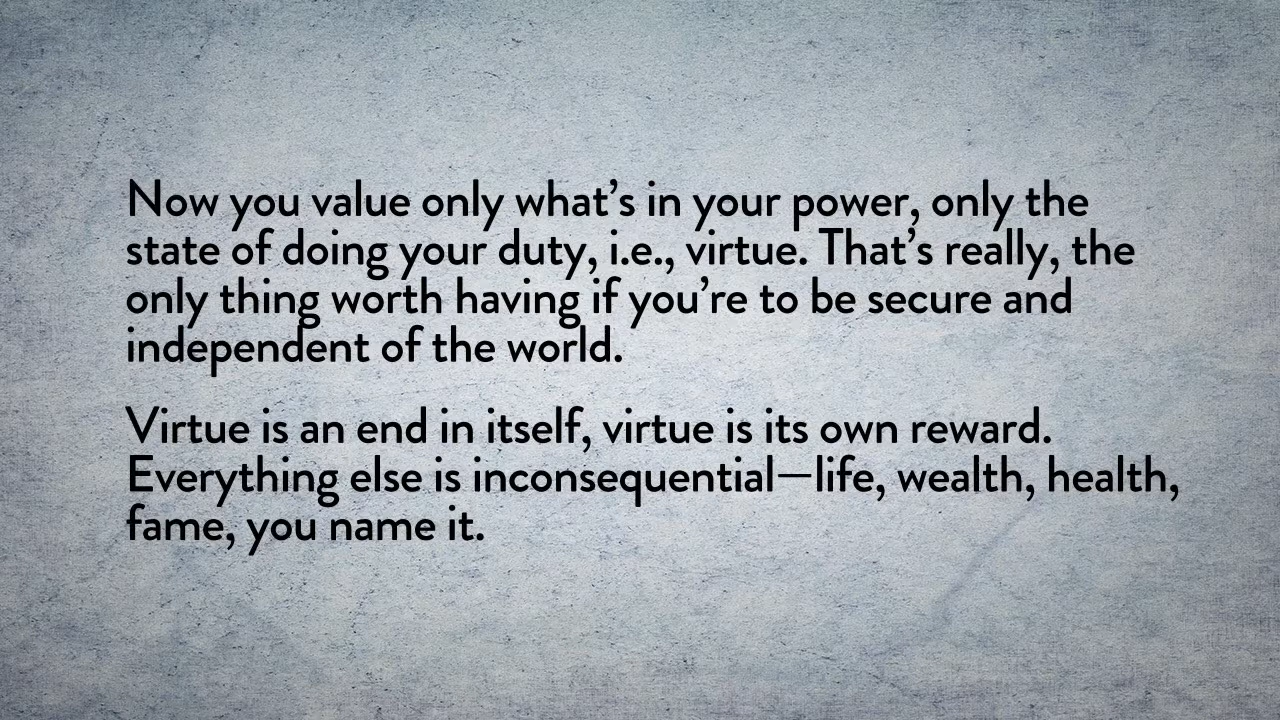 Now you value only what’s in your power, only the
state of doing your duty, i.e., virtue. That’s really, the
only thing worth having if you’re to be secure and
independent of the world.
Virtue is an end in itself, virtue is its own reward.
Everything else is inconsequential—life, wealth, health,
fame, you name it.